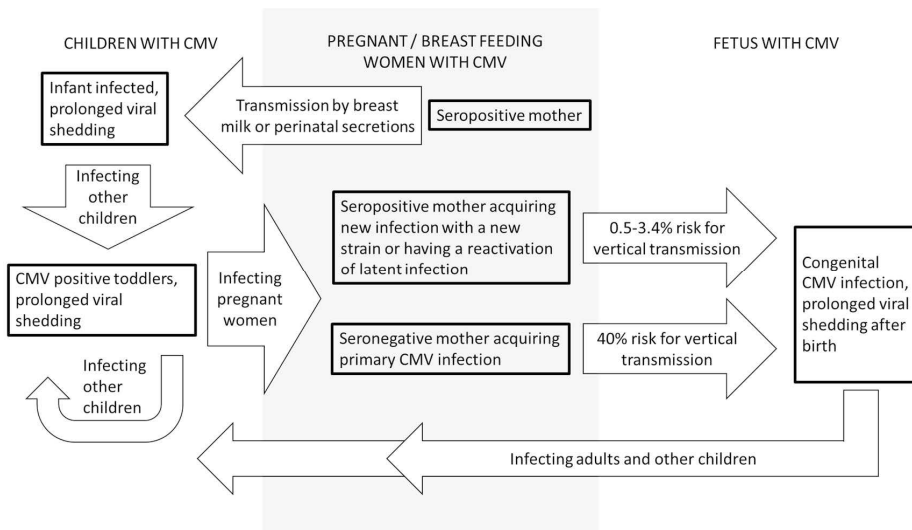 CHILDREN WITH CMV
PREGNANT / BREAST FEEDING
WOMEN WITH CMV
FETUS WITH CMV
Infant infected,
prolonged viral
shedding
Transmission by breast
milk or perinatal secretions
Seropositive mother
Infecting
other
children
Seropositive mother acquiring
new infection with a new
strain or having a reactivation
of latent infection
0.5-3.4% risk for
vertical transmission
CMV positive toddlers,
prolonged viral
shedding
Infecting
pregnant
women
Congenital
CMV infection,
prolonged viral
shedding after
birth
Seronegative mother acquiring
primary CMV infection
40% risk for vertical
transmission
Infecting
other
children
Infecting adults and other children